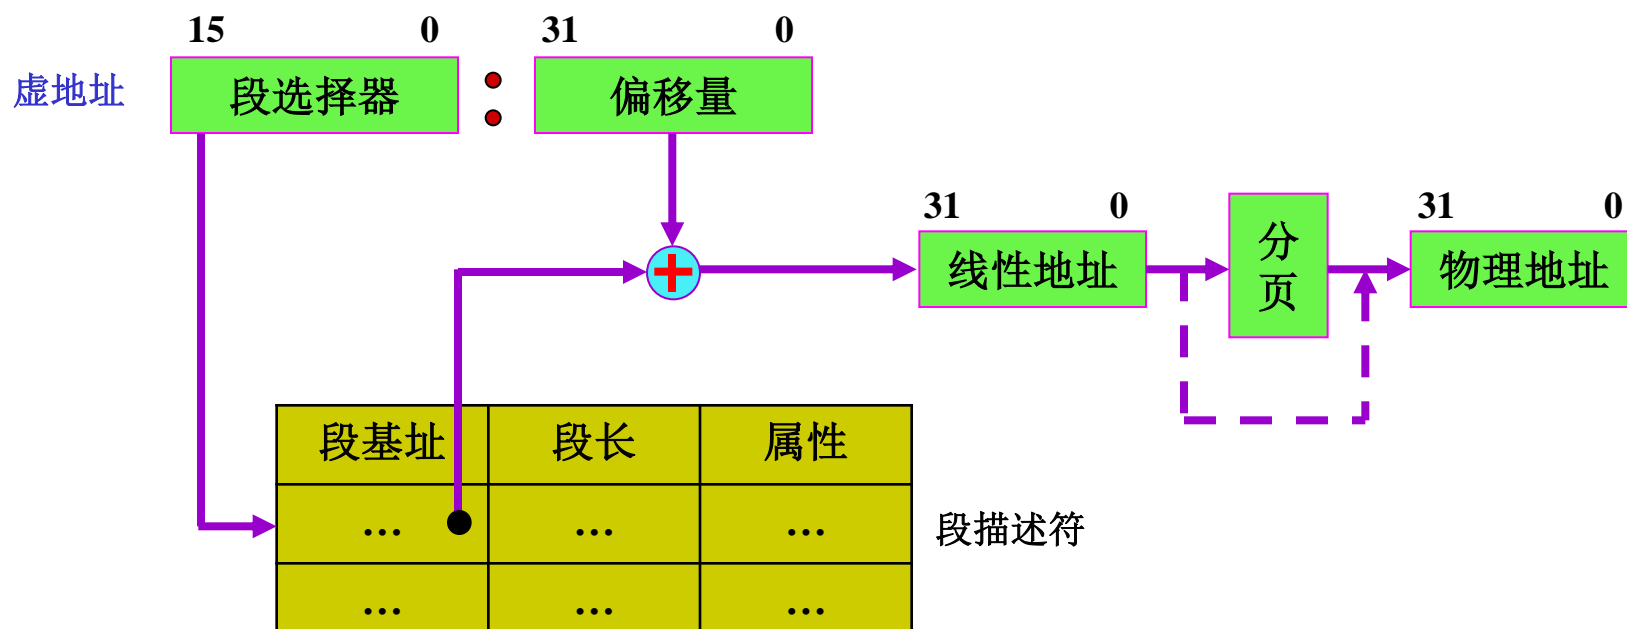 15 0 31 0
虚地址 段选择器 : 偏移量
31 0 31 0
线性地址 分页 物理地址
段基址 段长 属性
... ... ... 段描述符
... ... ...